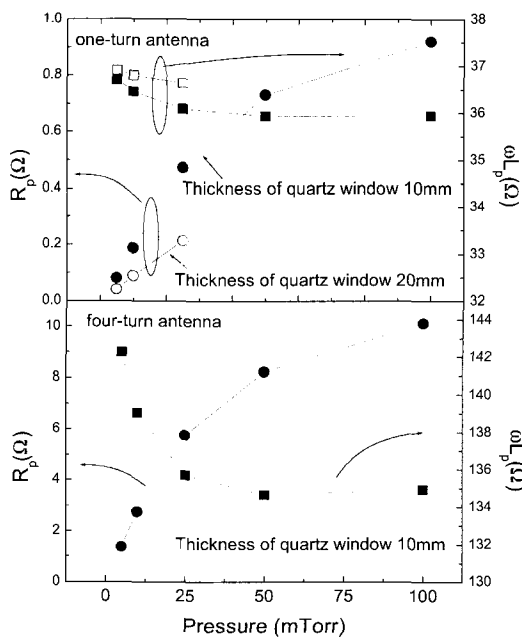 one-turn antenna
1.0
0.8
0.6
0.4
0.2
0.0
R_p(Ω)
38
37
36
35
34
33
32
ωL_p(Ω)
Thickness of quartz window 10mm
Thickness of quartz window 20mm
four-turn antenna
10
8
6
4
2
0
R_p(Ω)
144
142
140
138
136
134
132
130
ωL_p(Ω)
Thickness of quartz window 10mm
0 25 50 75 100
Pressure (mTorr)